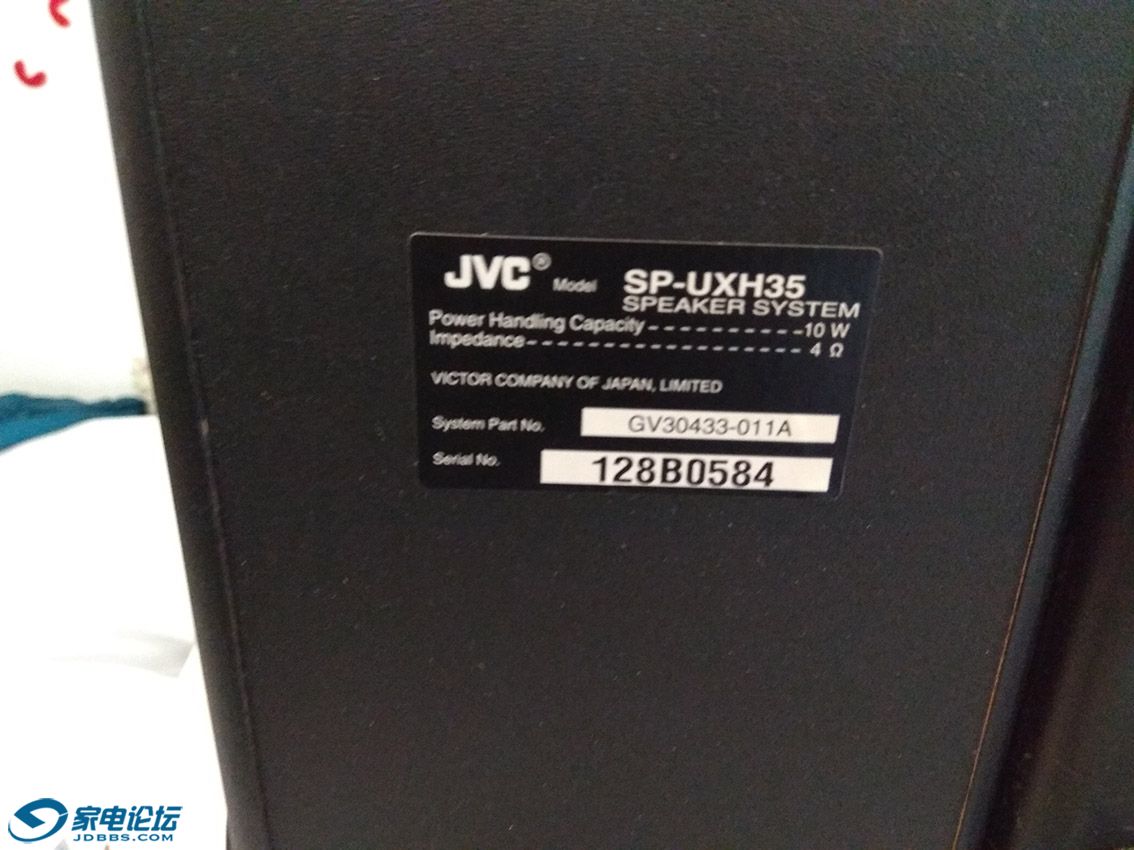 JVC® Model SP-UXH35
SPEAKER SYSTEM
Power Handling Capacity-----------10 W
Impedance------------------- 4 Ω
VICTOR COMPANY OF JAPAN, LIMITED
System Part No. GV30433-011A
Serial No. 128B0584
家电论坛
JDBBS.COM